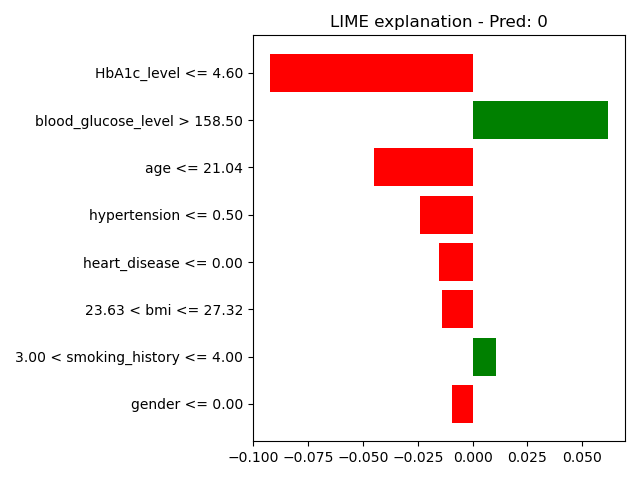 LIME explanation - Pred: 0
HbA1c_level <= 4.60
blood_glucose_level > 158.50
age <= 21.04
hypertension <= 0.50
heart_disease <= 0.00
23.63 < bmi <= 27.32
3.00 < smoking_history <= 4.00
gender <= 0.00
−0.100 −0.075 −0.050 −0.025 0.000 0.025 0.050